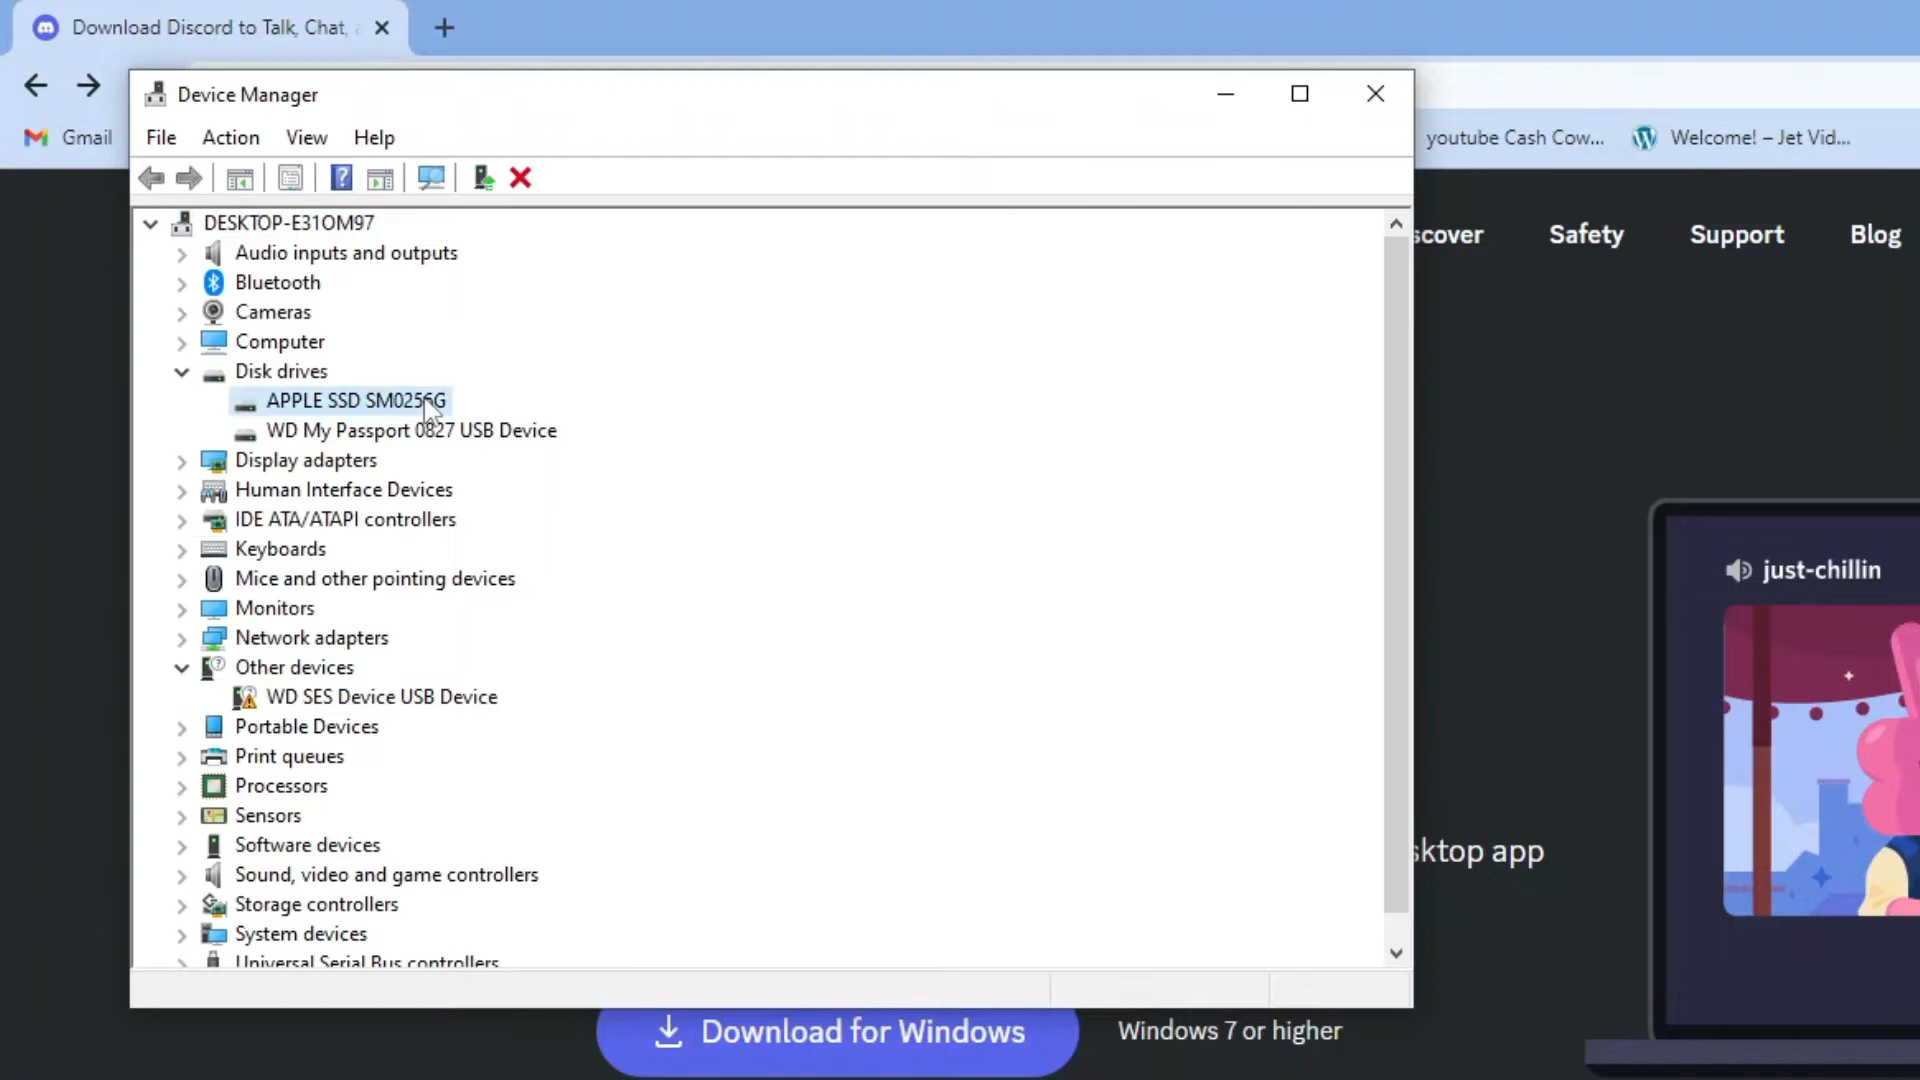 Download Discord to Talk, Chat,
Gmail
Device Manager
File Action View Help
youtube Cash Cow...
Welcome! – Jet Vid...
DESKTOP-E31OM97
Audio inputs and outputs
Bluetooth
Cameras
Computer
Disk drives
APPLE SSD SM0256G
WD My Passport 0827 USB Device
Display adapters
Human Interface Devices
IDE ATA/ATAPI controllers
Keyboards
Mice and other pointing devices
Monitors
Network adapters
Other devices
WD SES Device USB Device
Portable Devices
Print queues
Processors
Sensors
Software devices
Sound, video and game controllers
Storage controllers
System devices
Universal Serial Bus controllers
scover Safety Support Blog
just-chillin
sktop app
Download for Windows
Windows 7 or higher